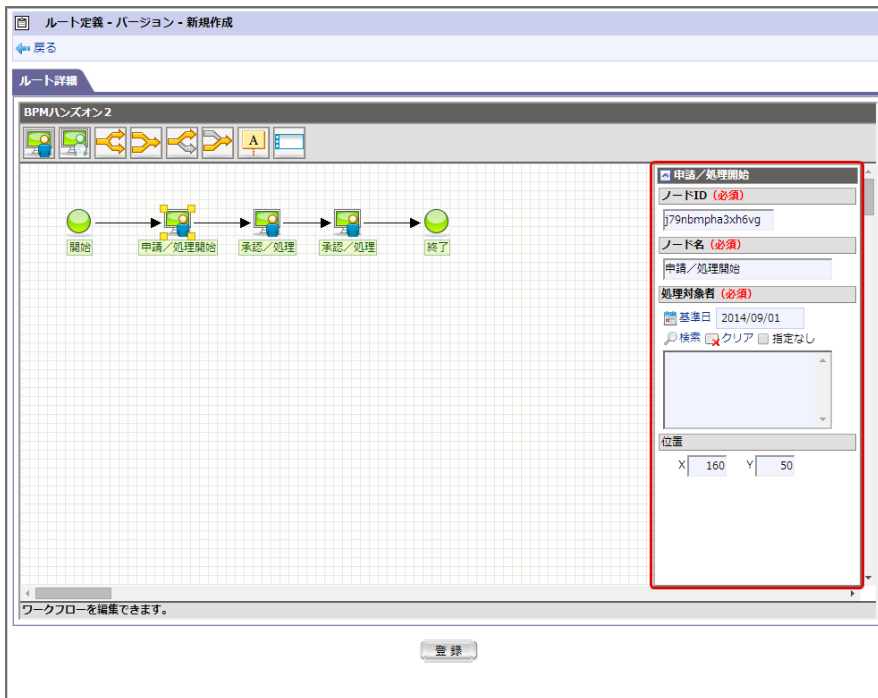 ルート定義 - バージョン - 新規作成
戻る
ルート詳細
BPMハンズオン2
A
開始
申請／処理開始
承認／処理
承認／処理
終了
申請／処理開始
ノードID（必須）
j79nbmpha3xh6vg
ノード名（必須）
申請／処理開始
処理対象者（必須）
基準日 2014/09/01
検索 クリア 指定なし
位置
X 160 Y 50
ワークフローを編集できます。
登録